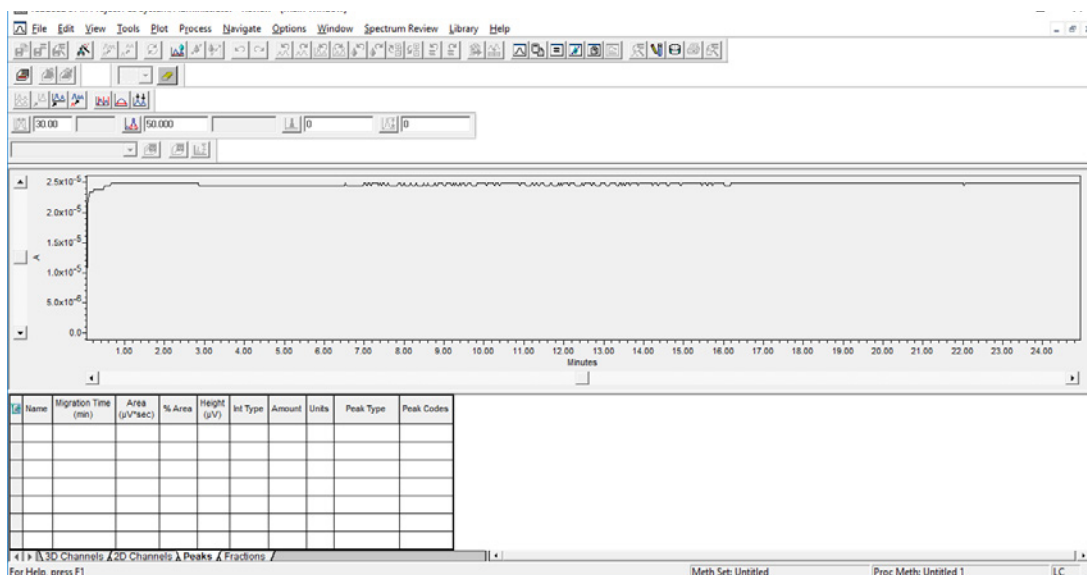 File Edit View Tools Plot Process Navigate Options Window Spectrum Review Library Help
30.00 50.000 0 0
2.5x10⁻⁵
2.0x10⁻⁵
1.5x10⁻⁵
A
1.0x10⁻⁵
5.0x10⁻⁶
0.0
1.00 2.00 3.00 4.00 5.00 6.00 7.00 8.00 9.00 10.00 11.00 12.00 13.00 14.00 15.00 16.00 17.00 18.00 19.00 20.00 21.00 22.00 23.00 24.00
Minutes
Name Migration Time (min) Area (µV*sec) % Area Height (µV) Int Type Amount Units Peak Type Peak Codes
3D Channels 2D Channels Peaks Fractions
For Help, press F1 Meth Set: Untitled Proc Meth: Untitled 1 LC